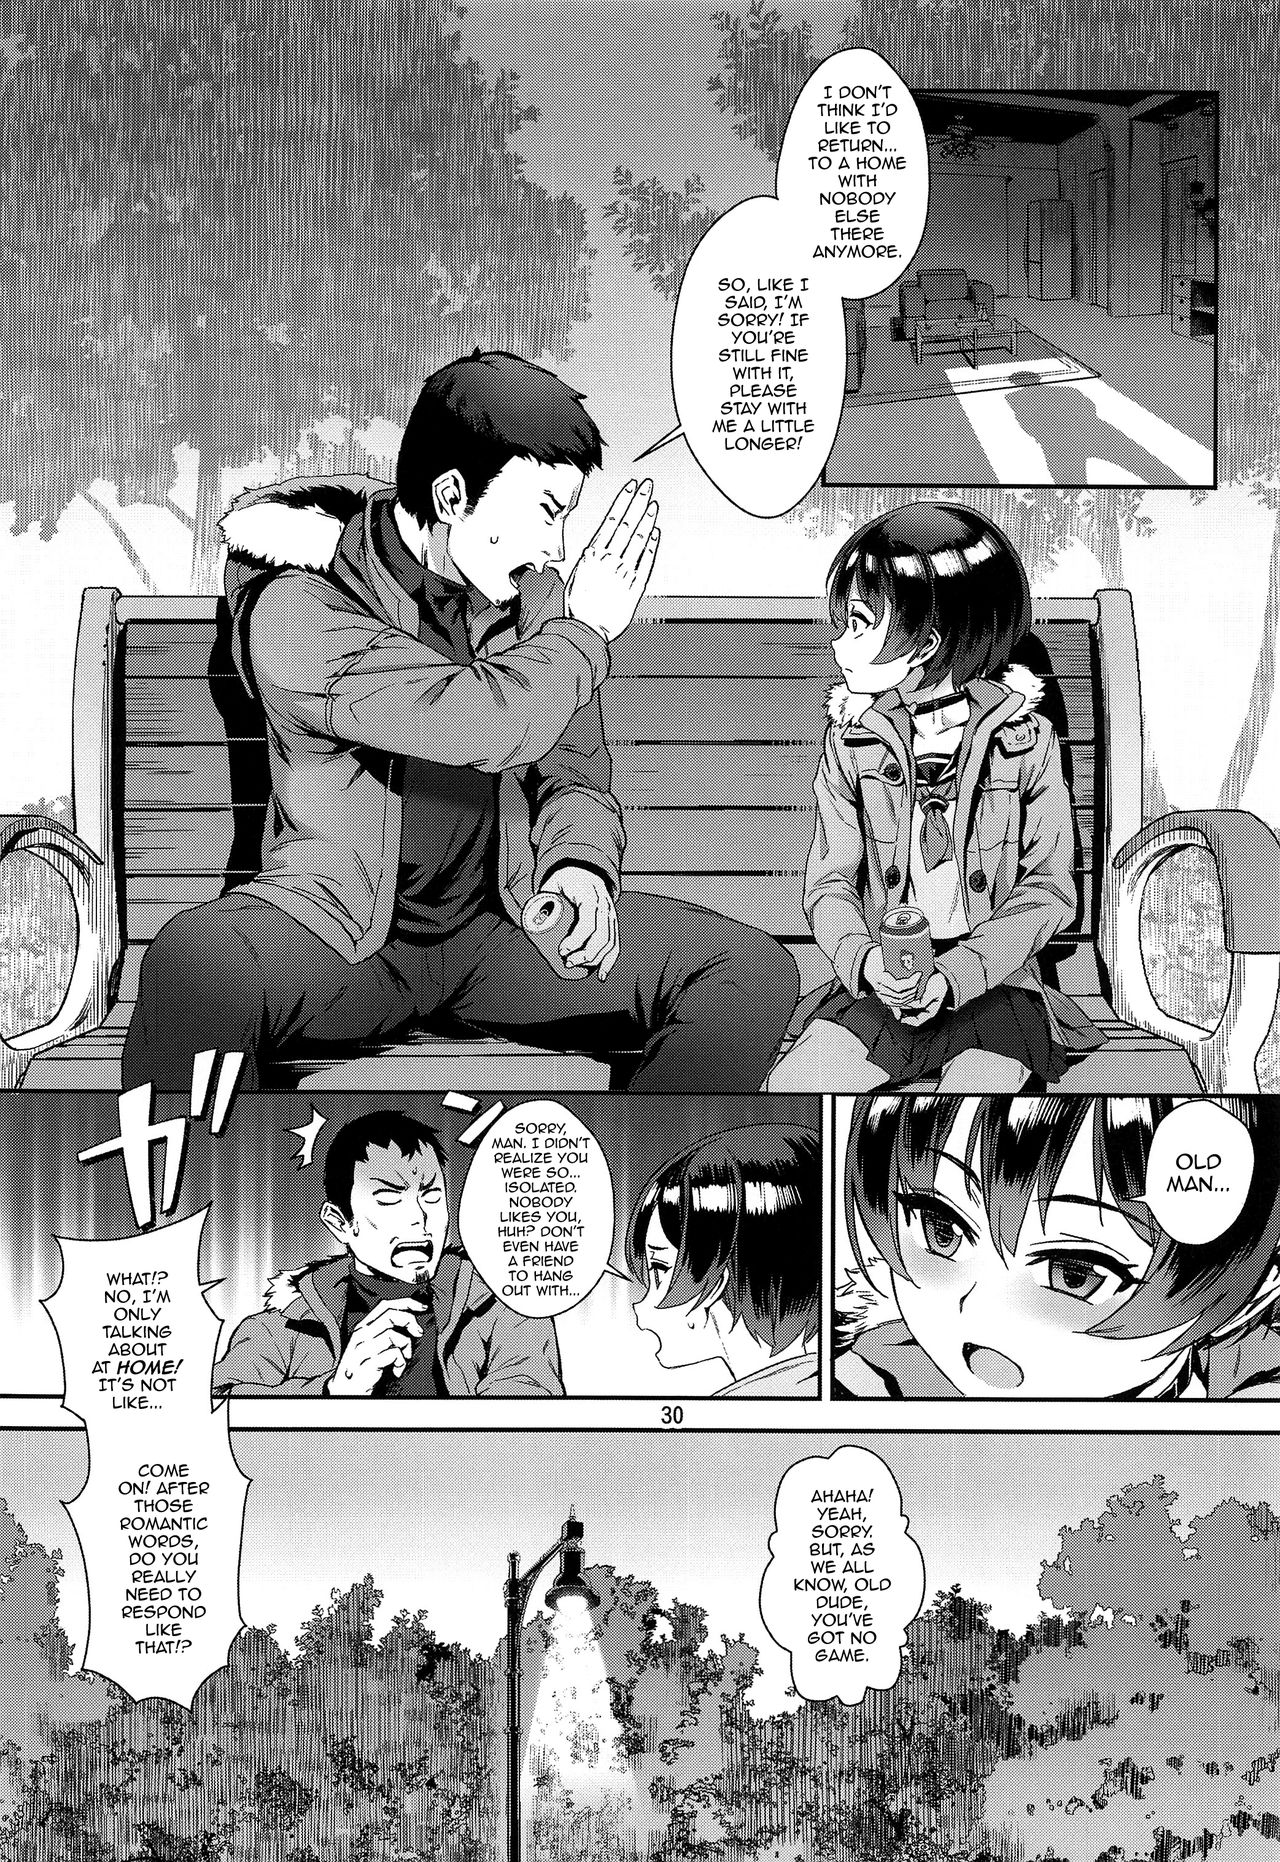 I DON'T
THINK I'D
LIKE TO
RETURN...
TO A HOME
WITH
NOBODY
ELSE
THERE
ANYMORE.
SO, LIKE I
SAID, I'M
SORRY! IF
YOU'RE
STILL FINE
WITH IT,
PLEASE
STAY WITH
ME A LITTLE
LONGER!
OLD
MAN...
SORRY,
MAN. I DIDN'T
REALIZE YOU
WERE SO...
ISOLATED.
NOBODY
LIKES YOU,
HUH? DON'T
EVEN HAVE
A FRIEND
TO HANG
OUT WITH...
ガーン
WHAT!?
NO, I'M
ONLY
TALKING
ABOUT
AT HOME!
IT'S NOT
LIKE...
COME
ON! AFTER
THOSE
ROMANTIC
WORDS,
DO YOU
REALLY
NEED TO
RESPOND
LIKE
THAT!?
30
AHAHA!
YEAH,
SORRY.
BUT, AS
WE ALL
KNOW, OLD
DUDE,
YOU'VE
GOT NO
GAME.